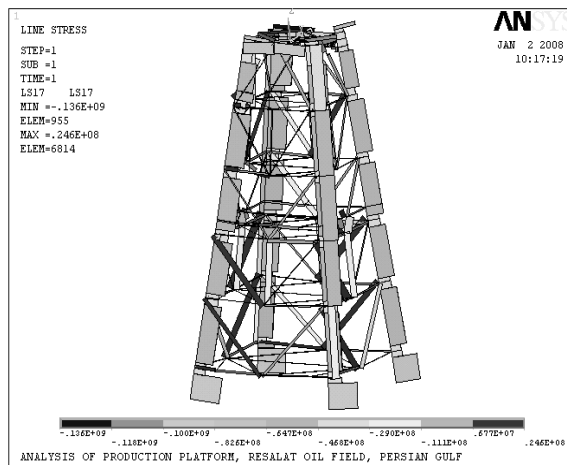 1
LINE STRESS
STEP=1
SUB =1
TIME=1
LS17 LS17
MIN =-.136E+09
ELEM=955
MAX =.246E+08
ELEM=6814
ANSYS
JAN 2 2008
10:17:19
Z
-.136E+09 -.100E+09 -.647E+08 -.290E+08 .677E+07
-.118E+09 -.826E+08 -.468E+08 -.111E+08 .246E+08
ANALYSIS OF PRODUCTION PLATFORM, RESALAT OIL FIELD, PERSIAN GULF